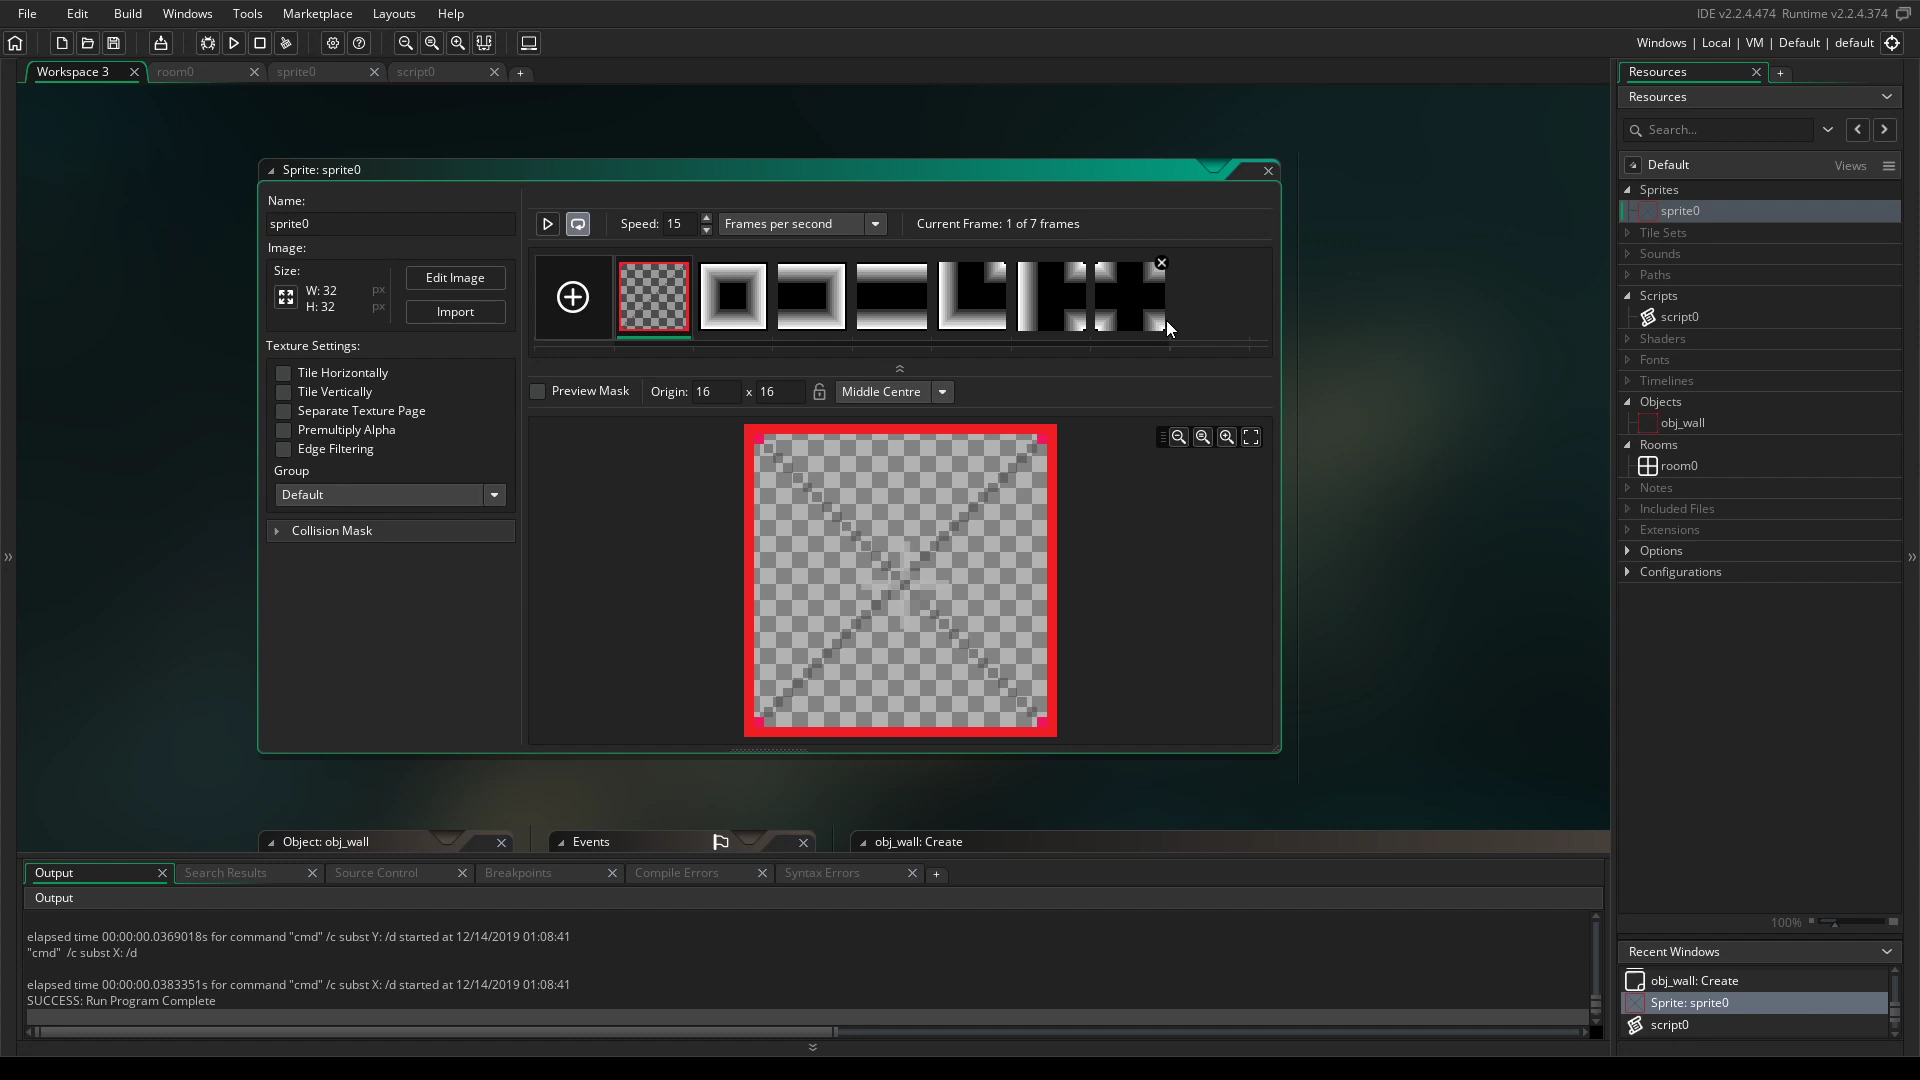 File Edit Build Windows Tools Marketplace Layouts Help
IDE v2.2.4.474 Runtime v2.2.4.374
Windows | Local | VM | Default | default
Workspace 3 room0 sprite0 script0 +
Sprite: sprite0
Name:
sprite0
Image:
Size:
W: 32 px
H: 32 px
Edit Image
Import
Texture Settings:
Tile Horizontally
Tile Vertically
Separate Texture Page
Premultiply Alpha
Edge Filtering
Group
Default
Collision Mask
Speed: 15 Frames per second Current Frame: 1 of 7 frames
Preview Mask Origin: 16 x 16 Middle Centre
Object: obj_wall Events obj_wall: Create
Output Search Results Source Control Breakpoints Compile Errors Syntax Errors +
Output
elapsed time 00:00:00.0369018s for command "cmd" /c subst Y: /d started at 12/14/2019 01:08:41
"cmd" /c subst X: /d
elapsed time 00:00:00.0383351s for command "cmd" /c subst X: /d started at 12/14/2019 01:08:41
SUCCESS: Run Program Complete
Resources +
Resources
Search...
Default Views
Sprites
sprite0
Tile Sets
Sounds
Paths
Scripts
script0
Shaders
Fonts
Timelines
Objects
obj_wall
Rooms
room0
Notes
Included Files
Extensions
Options
Configurations
100%
Recent Windows
obj_wall: Create
Sprite: sprite0
script0